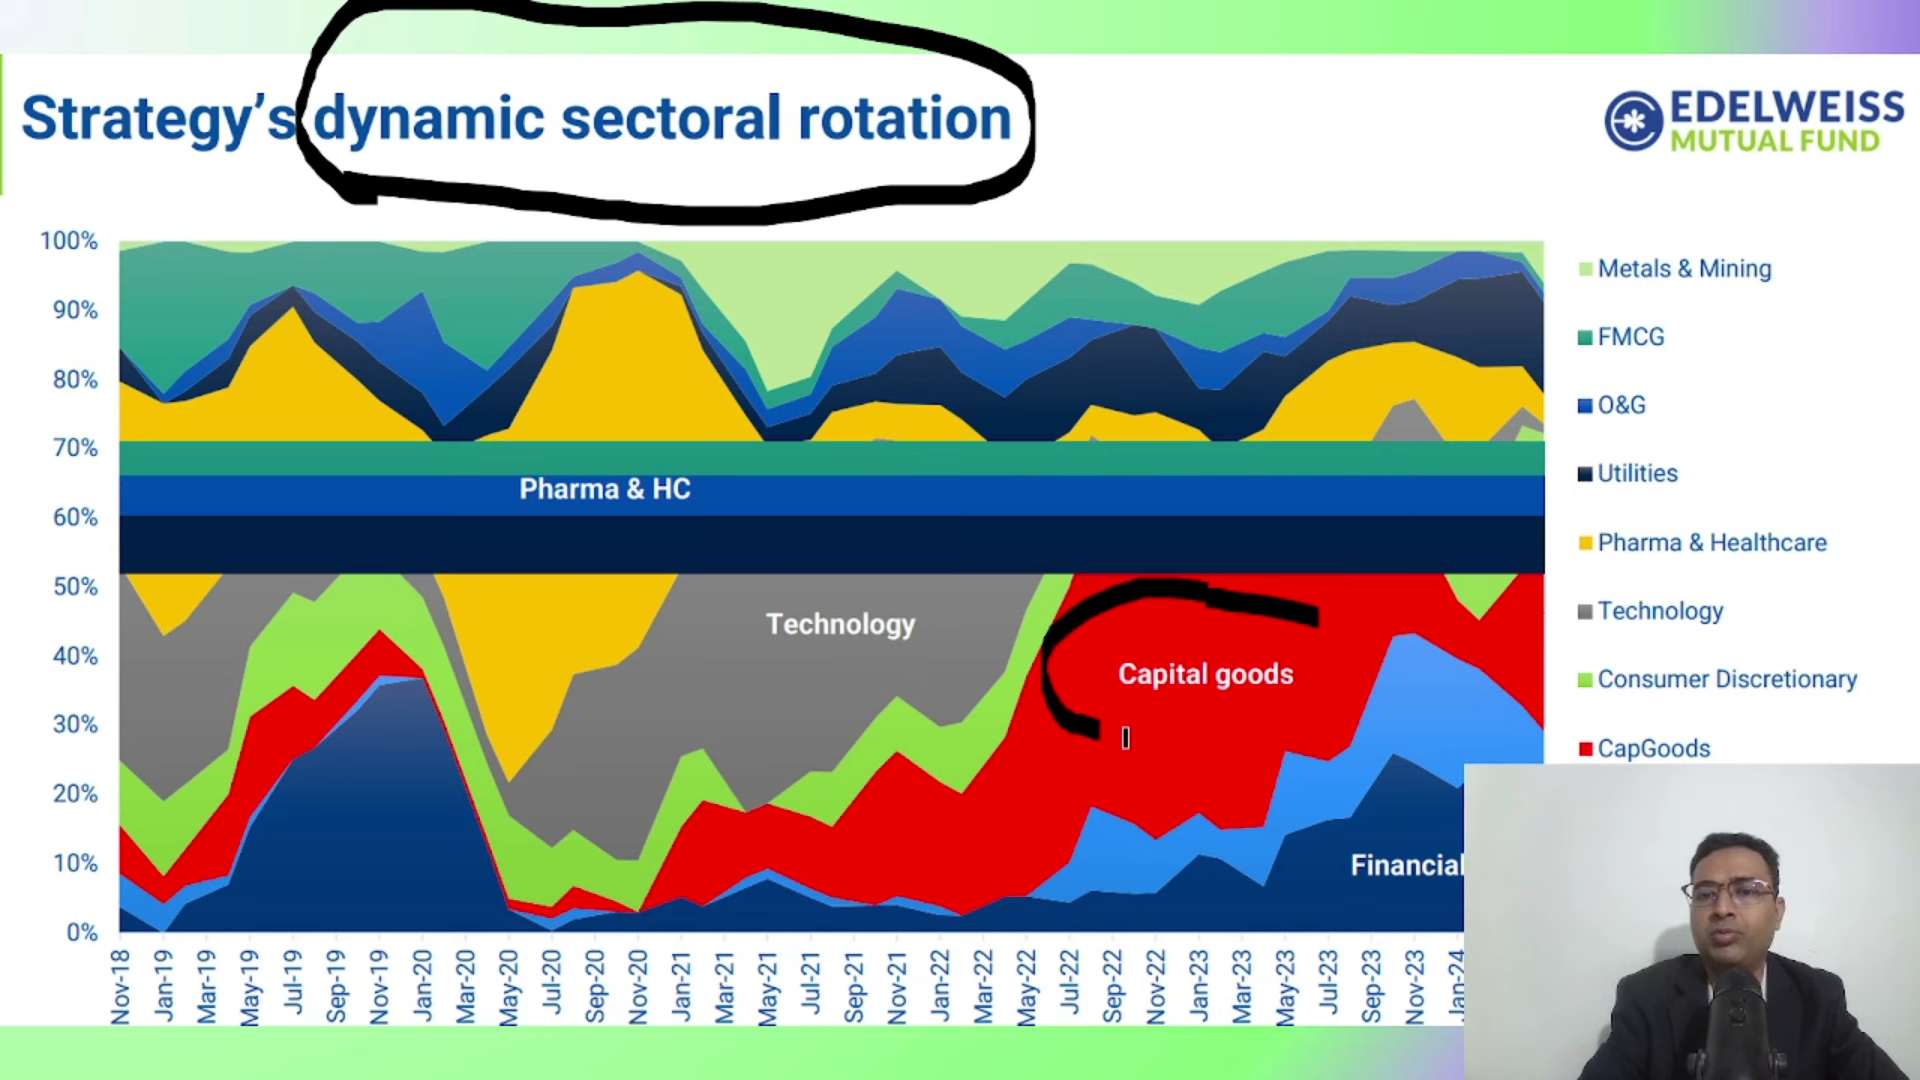 Strategy's dynamic sectoral rotation
EDELWEISS
MUTUAL FUND
100%
90%
80%
70%
60%
50%
40%
30%
20%
10%
0%
Pharma & HC
Technology
Capital goods
Financial
Nov-18
Jan-19
Mar-19
May-19
Jul-19
Sep-19
Nov-19
Jan-20
Mar-20
May-20
Jul-20
Sep-20
Nov-20
Jan-21
Mar-21
May-21
Jul-21
Sep-21
Nov-21
Jan-22
Mar-22
May-22
Jul-22
Sep-22
Nov-22
Jan-23
Mar-23
May-23
Jul-23
Sep-23
Nov-23
Jan-24
Metals & Mining
FMCG
O&G
Utilities
Pharma & Healthcare
Technology
Consumer Discretionary
CapGoods